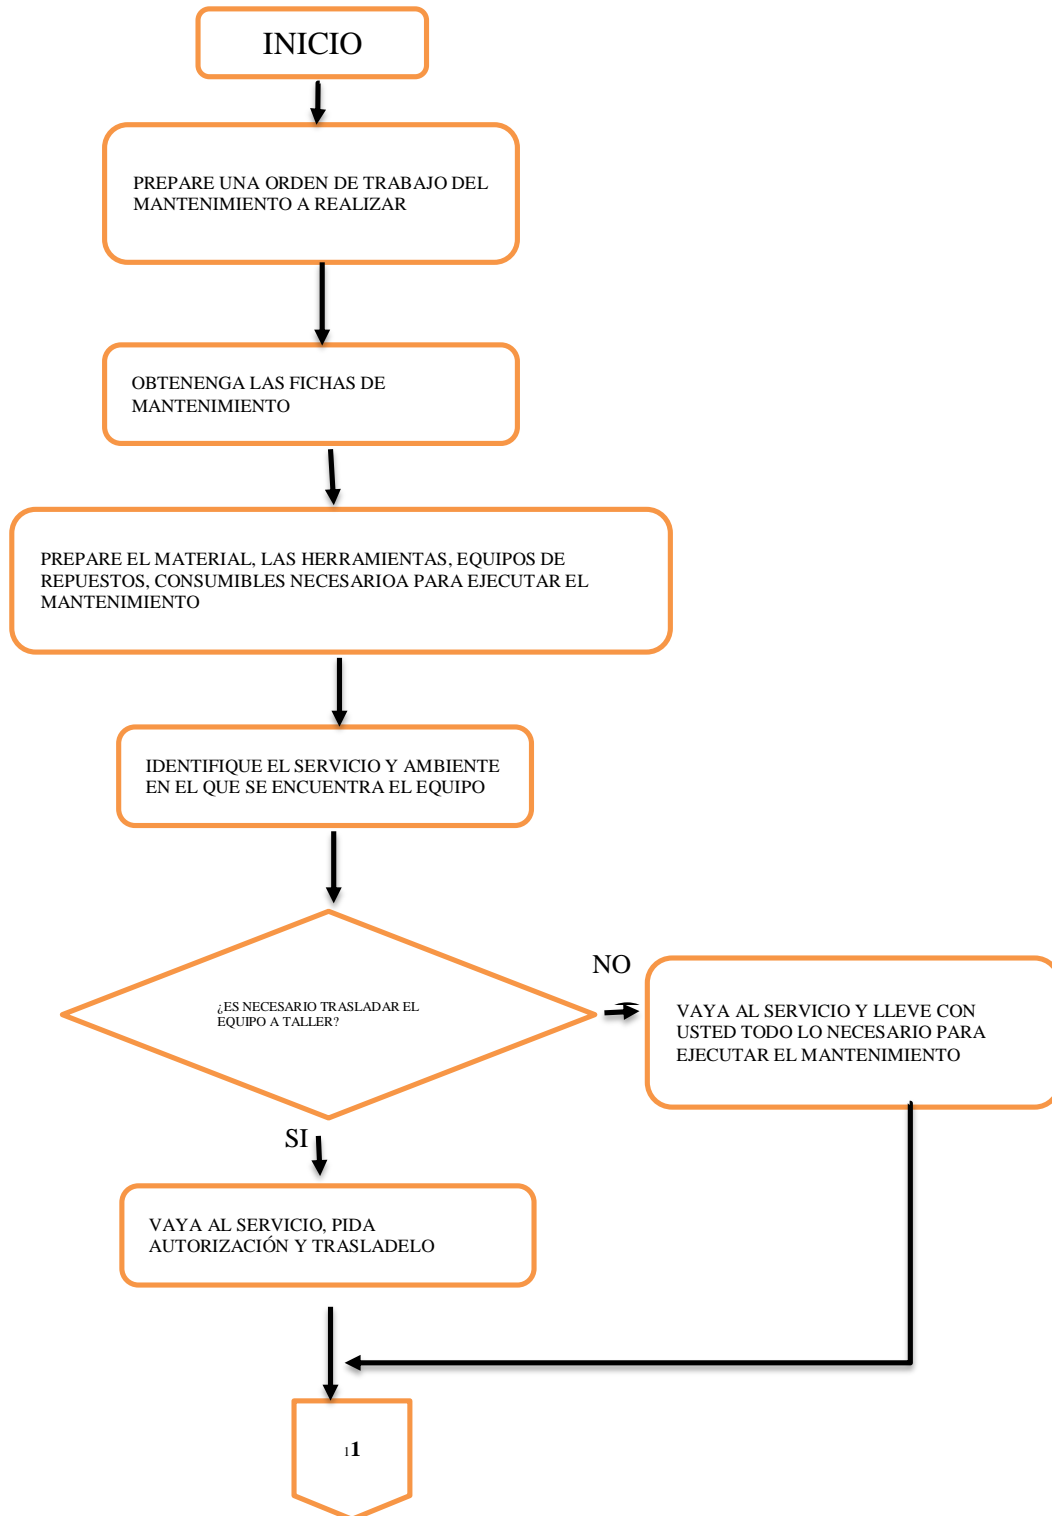 INICIO
PREPARE UNA ORDEN DE TRABAJO DEL
MANTENIMIENTO A REALIZAR
OBTENENGA LAS FICHAS DE
MANTENIMIENTO
PREPARE EL MATERIAL, LAS HERRAMIENTAS, EQUIPOS DE
REPUESTOS, CONSUMIBLES NECESARIOA PARA EJECUTAR EL
MANTENIMIENTO
IDENTIFIQUE EL SERVICIO Y AMBIENTE
EN EL QUE SE ENCUENTRA EL EQUIPO
¿ES NECESARIO TRASLADAR EL
EQUIPO A TALLER?
NO
VAYA AL SERVICIO Y LLEVE CON
USTED TODO LO NECESARIO PARA
EJECUTAR EL MANTENIMIENTO
SI
VAYA AL SERVICIO, PIDA
AUTORIZACIÓN Y TRASLADELO
11